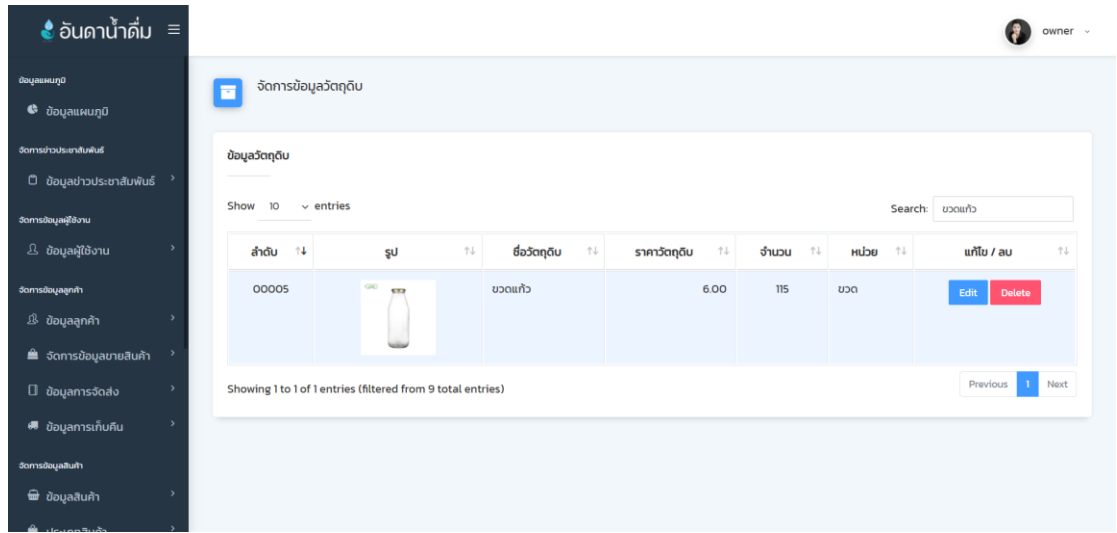 อันดาน้ำดื่ม
owner
ข้อมูลแผนภูมิ
ข้อมูลแผนภูมิ
จัดการข่าวประชาสัมพันธ์
ข้อมูลข่าวประชาสัมพันธ์
จัดการข้อมูลผู้ใช้งาน
ข้อมูลผู้ใช้งาน
จัดการข้อมูลลูกค้า
ข้อมูลลูกค้า
จัดการข้อมูลขายสินค้า
ข้อมูลการจัดส่ง
ข้อมูลการเก็บคืน
จัดการข้อมูลสินค้า
ข้อมูลสินค้า
ประเภทสินค้า
จัดการข้อมูลวัตถุดิบ
ข้อมูลวัตถุดิบ
Show 10 entries
Search: ขวดแก้ว
ลำดับ รูป ชื่อวัตถุดิบ ราคาวัตถุดิบ จำนวน หน่วย แก้ไข / ลบ
00005 ขวดแก้ว 6.00 115 ขวด Edit Delete
Showing 1 to 1 of 1 entries (filtered from 9 total entries)
Previous 1 Next